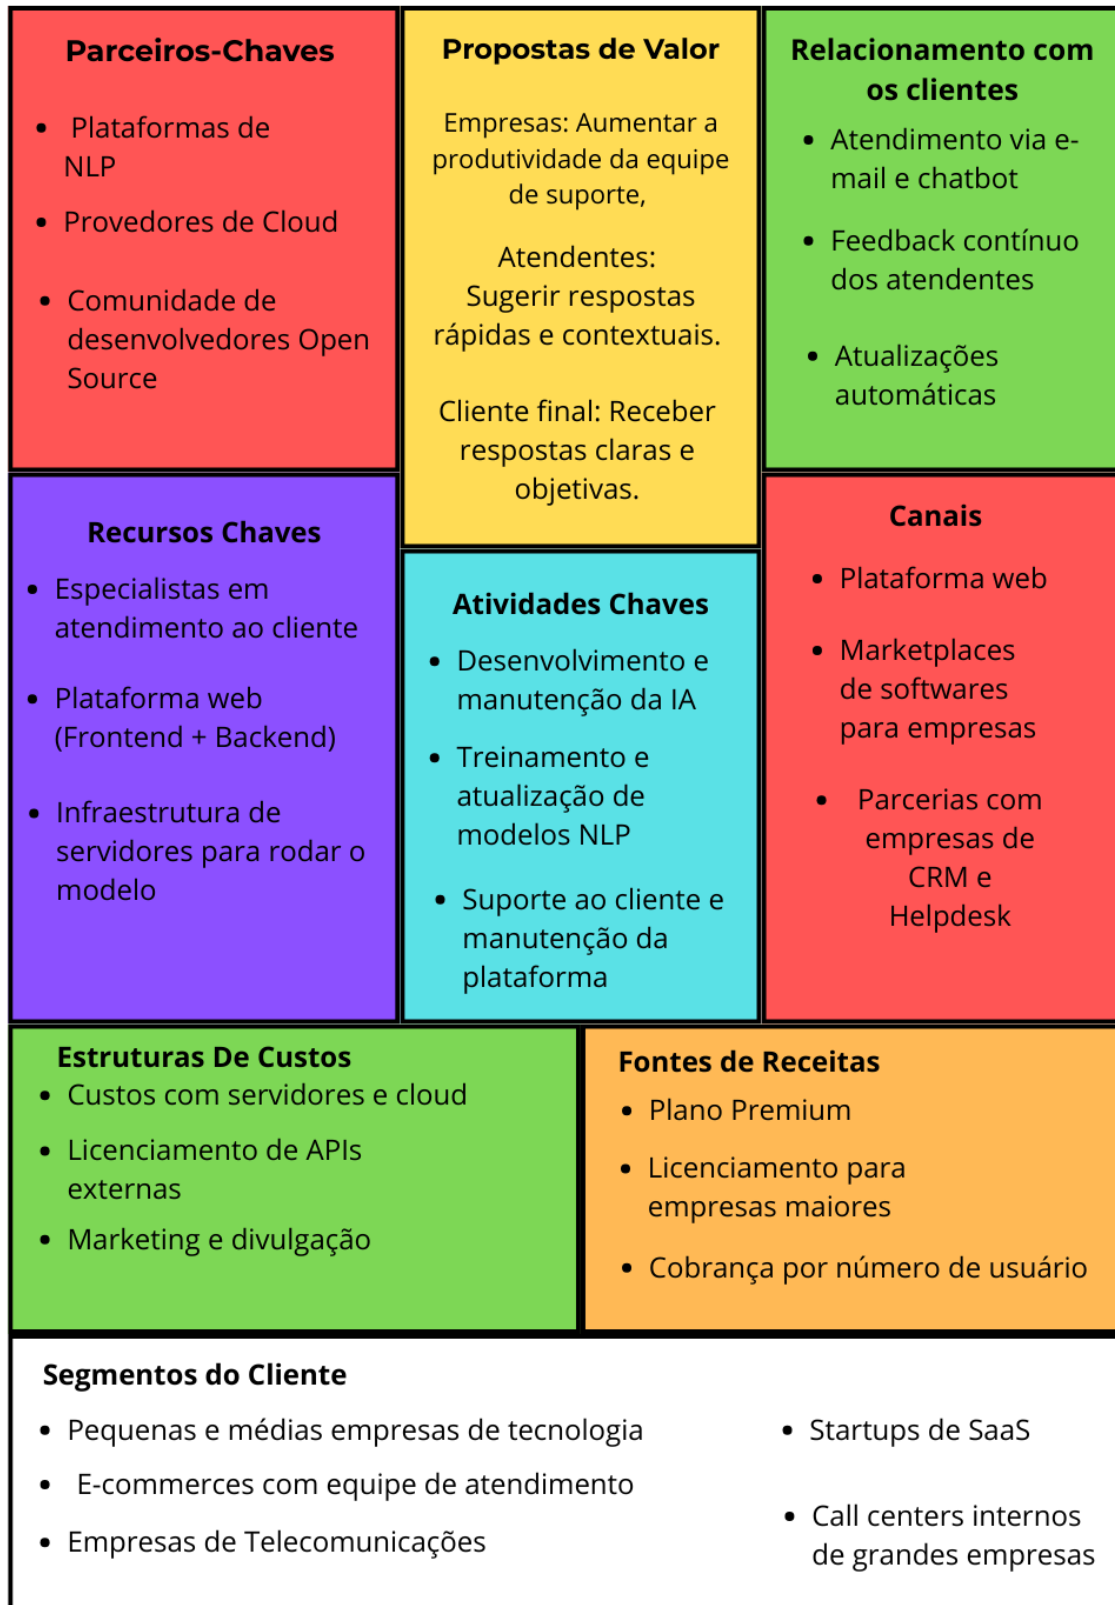 Parceiros-Chaves
• Plataformas de
NLP
• Provedores de Cloud
• Comunidade de
desenvolvedores Open
Source
Propostas de Valor
Empresas: Aumentar a
produtividade da equipe
de suporte,
Atendentes:
Sugerir respostas
rápidas e contextuais.
Cliente final: Receber
respostas claras e
objetivas.
Relacionamento com
os clientes
• Atendimento via e-
mail e chatbot
• Feedback contínuo
dos atendentes
• Atualizações
automáticas
Recursos Chaves
• Especialistas em
atendimento ao cliente
• Plataforma web
(Frontend + Backend)
• Infraestrutura de
servidores para rodar o
modelo
Atividades Chaves
• Desenvolvimento e
manutenção da IA
• Treinamento e
atualização de
modelos NLP
• Suporte ao cliente e
manutenção da
plataforma
Canais
• Plataforma web
• Marketplaces
de softwares
para empresas
• Parcerias com
empresas de
CRM e
Helpdesk
Estruturas De Custos
• Custos com servidores e cloud
• Licenciamento de APIs
externas
• Marketing e divulgação
Fontes de Receitas
• Plano Premium
• Licenciamento para
empresas maiores
• Cobrança por número de usuário
Segmentos do Cliente
• Pequenas e médias empresas de tecnologia
• E-commerces com equipe de atendimento
• Empresas de Telecomunicações
• Startups de SaaS
• Call centers internos
de grandes empresas